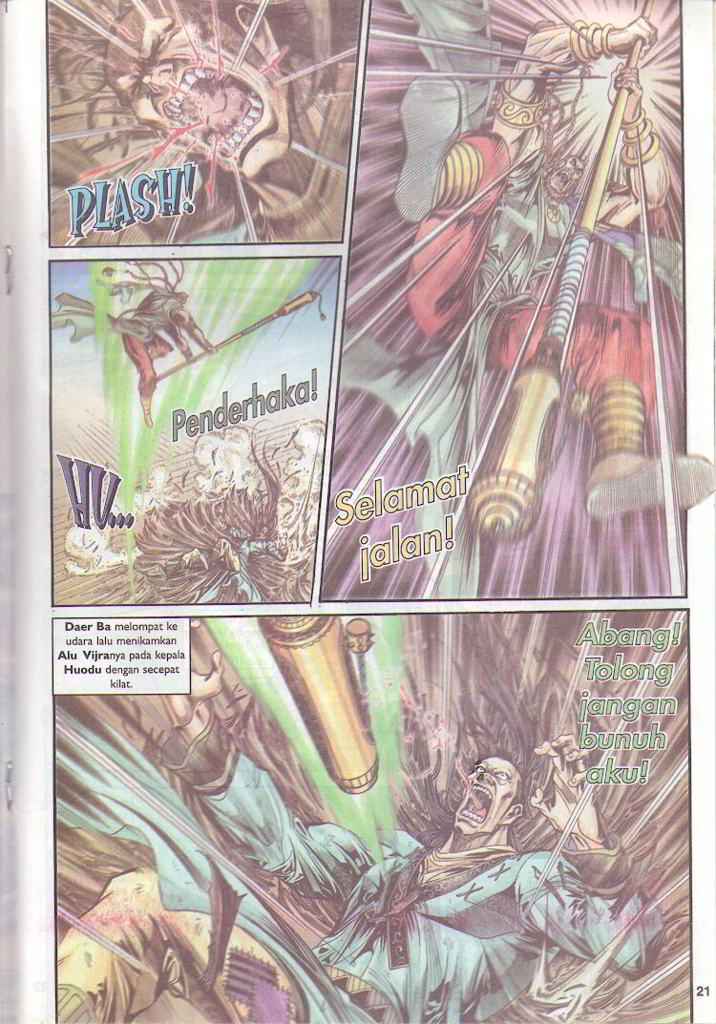 PLASH!
Penderhaka!
HU...
Selamat
jalan!
Daer Ba melompat ke
udara lalu menikamkan
Alu Vijranya pada kepala
Huodu dengan secepat
kilat.
Abang!
Tolong
jangan
bunuh
aku!
21